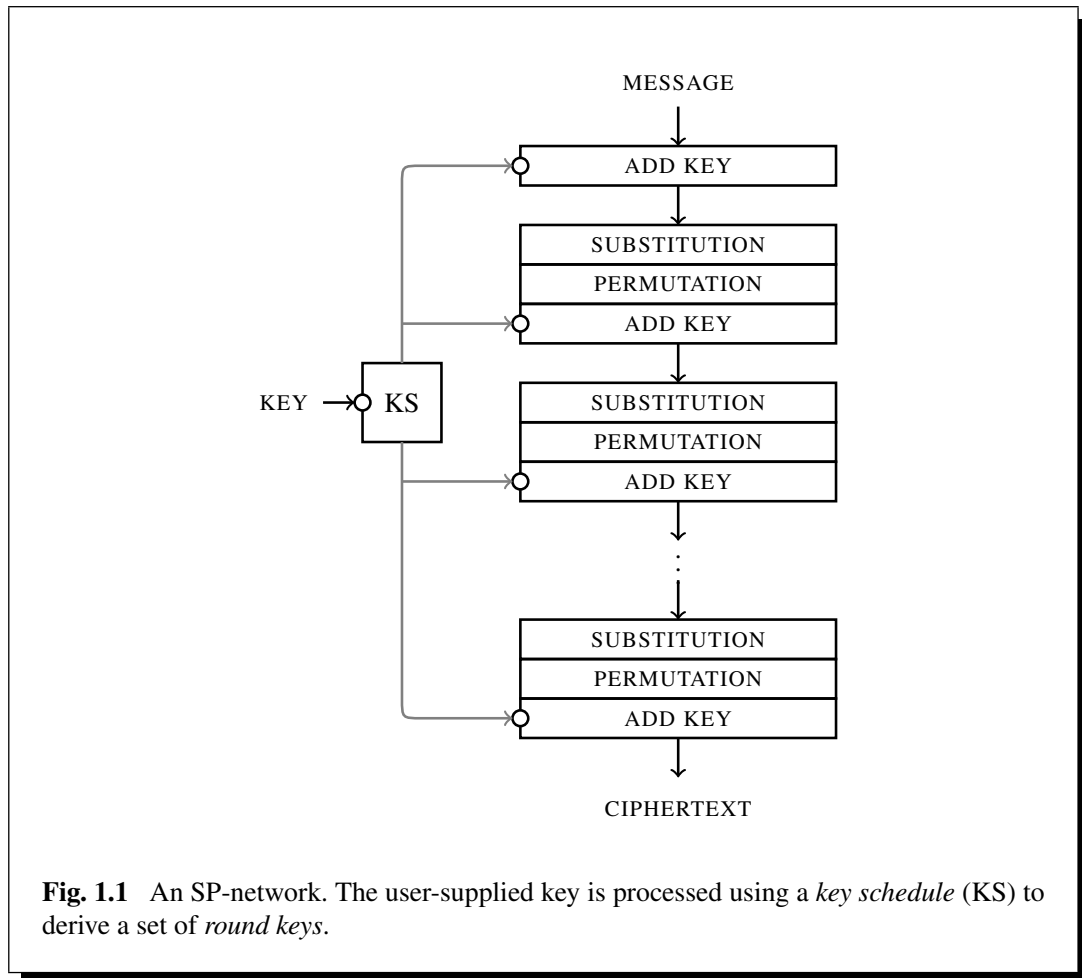 MESSAGE
ADD KEY
SUBSTITUTION
PERMUTATION
ADD KEY
SUBSTITUTION
KEY
KS
PERMUTATION
ADD KEY
SUBSTITUTION
PERMUTATION
ADD KEY
CIPHERTEXT
Fig. 1.1 An SP-network. The user-supplied key is processed using a key schedule (KS) to
derive a set of round keys.